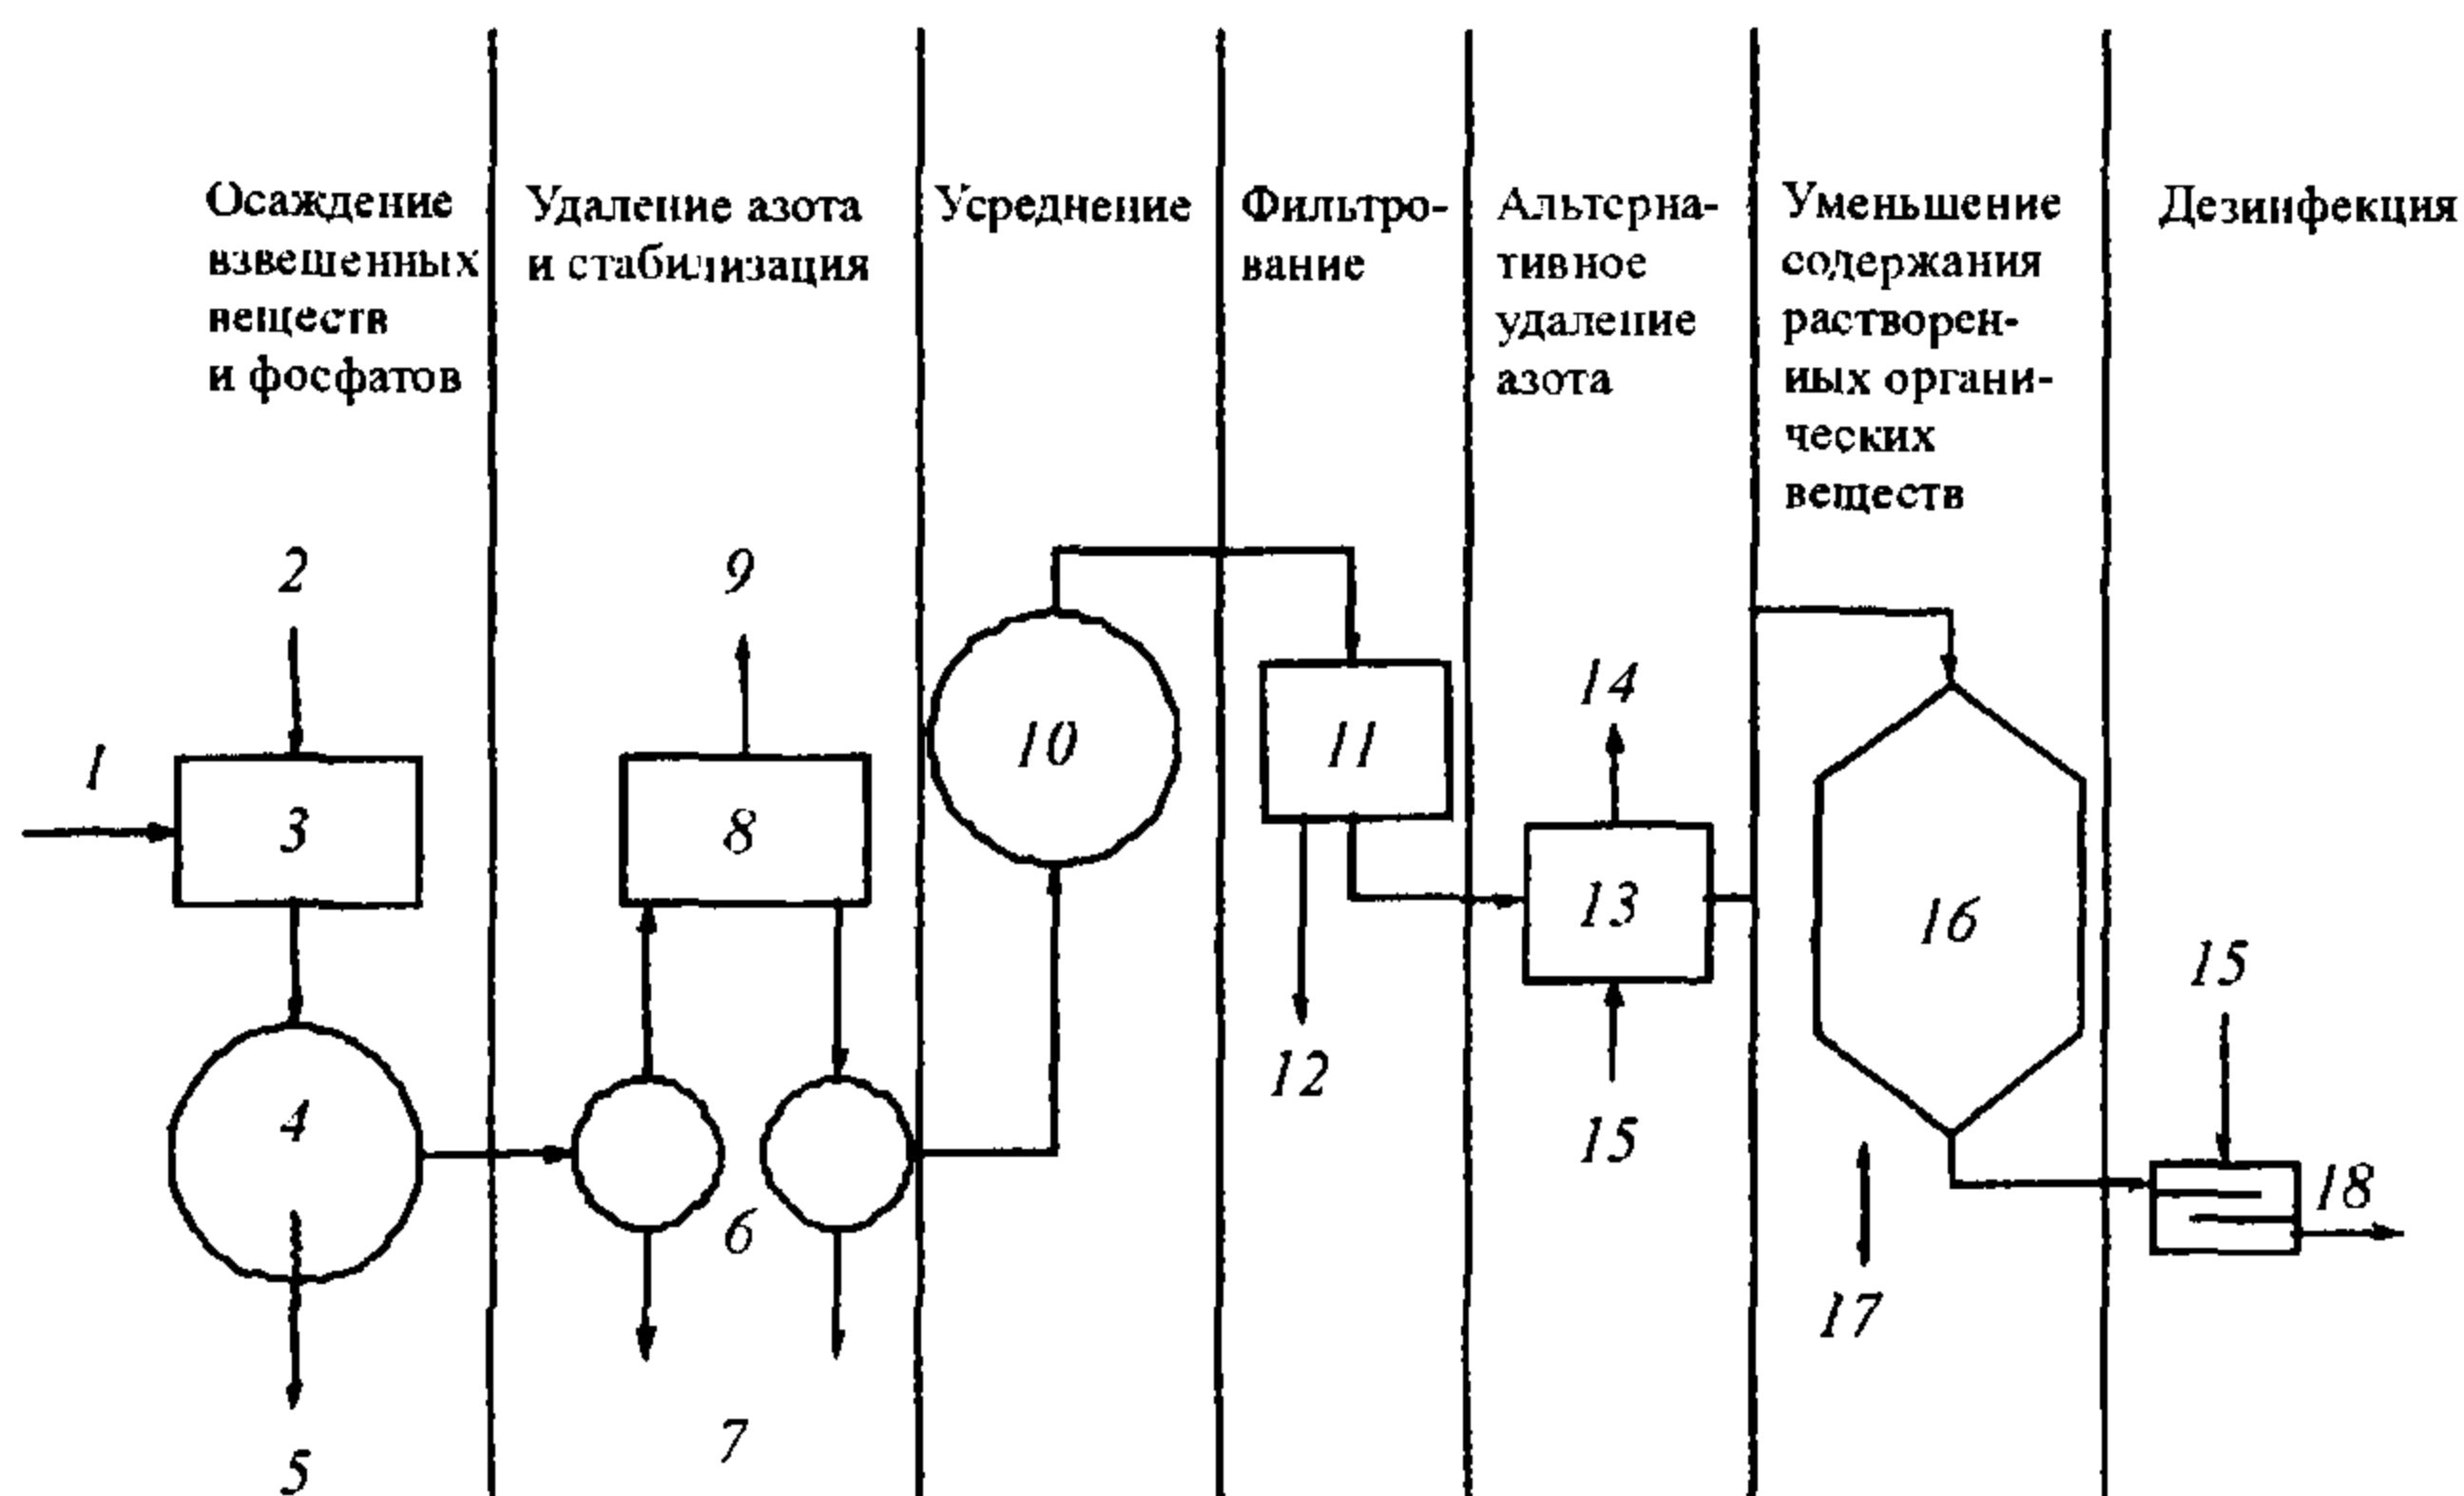 Осаждение
взвешенных
веществ
и фосфатов
Удаление азота
и стабилизация
Усреднение
Фильтро-
вание
Альтерна-
тивное
удаление
азота
Уменьшение
содержания
растворен-
ных органи-
ческих
веществ
Дезинфекция
2
1
3
4
5
9
8
6
7
10
11
12
14
13
15
16
17
15
18